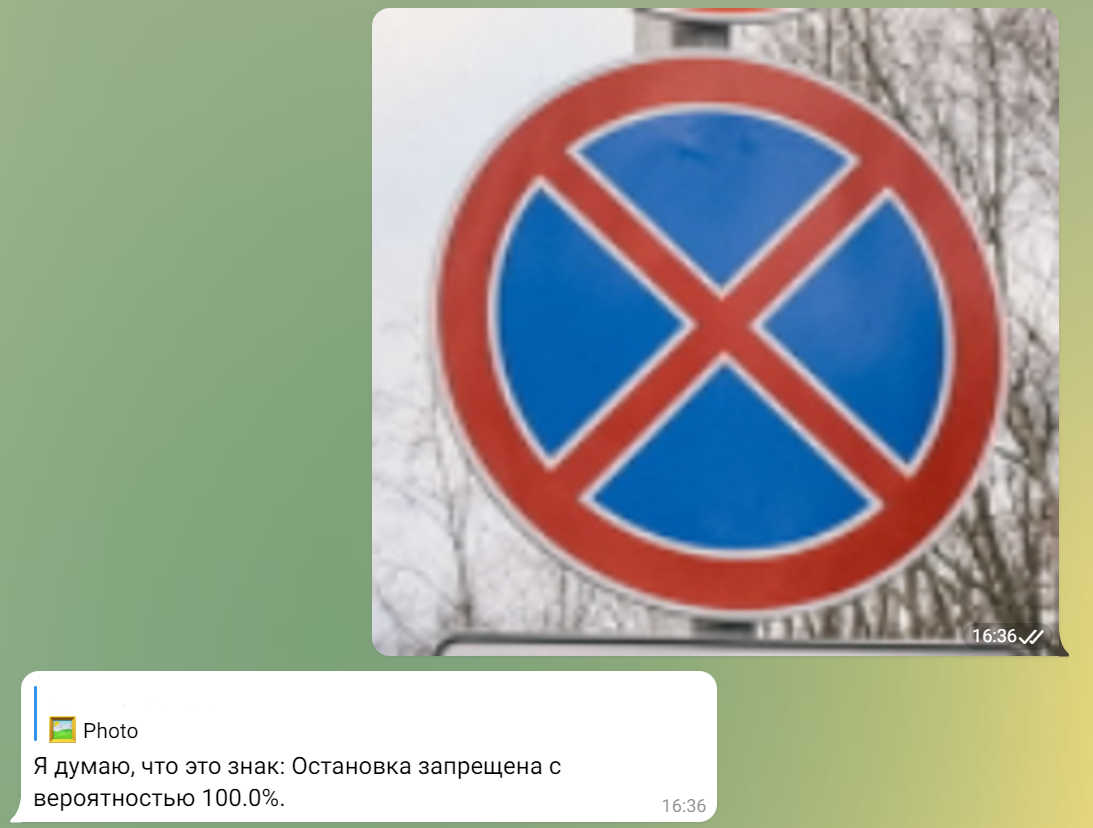 16:36
Photo
Я думаю, что это знак: Остановка запрещена с
вероятностью 100.0%.
16:36